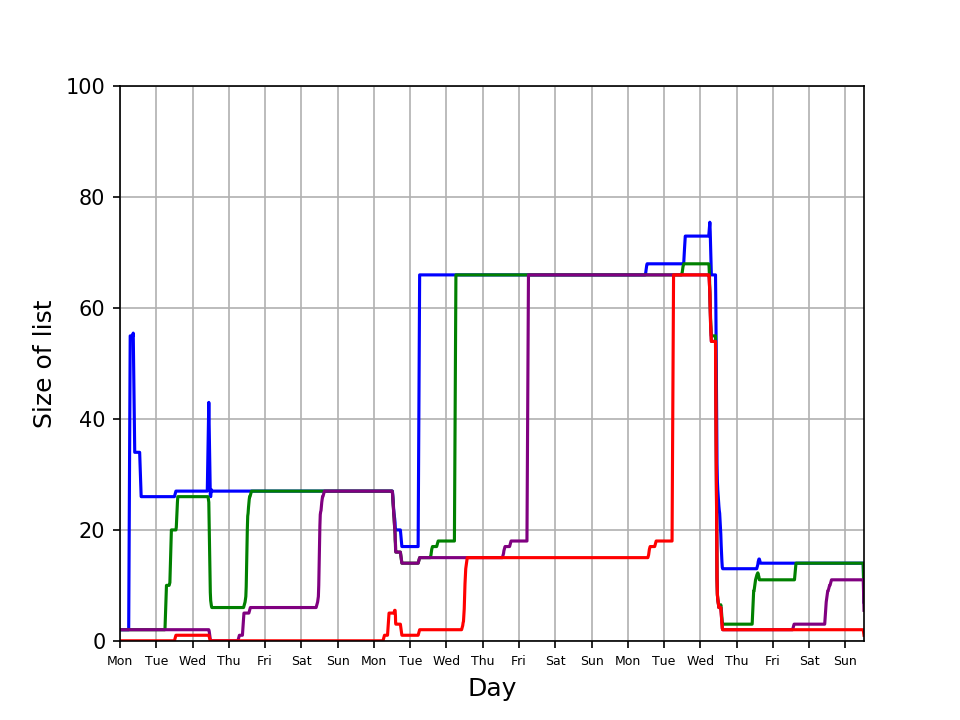 100
80
60
40
20
0
Size of list
Mon Tue Wed Thu Fri Sat Sun Mon Tue Wed Thu Fri Sat Sun Mon Tue Wed Thu Fri Sat Sun
Day